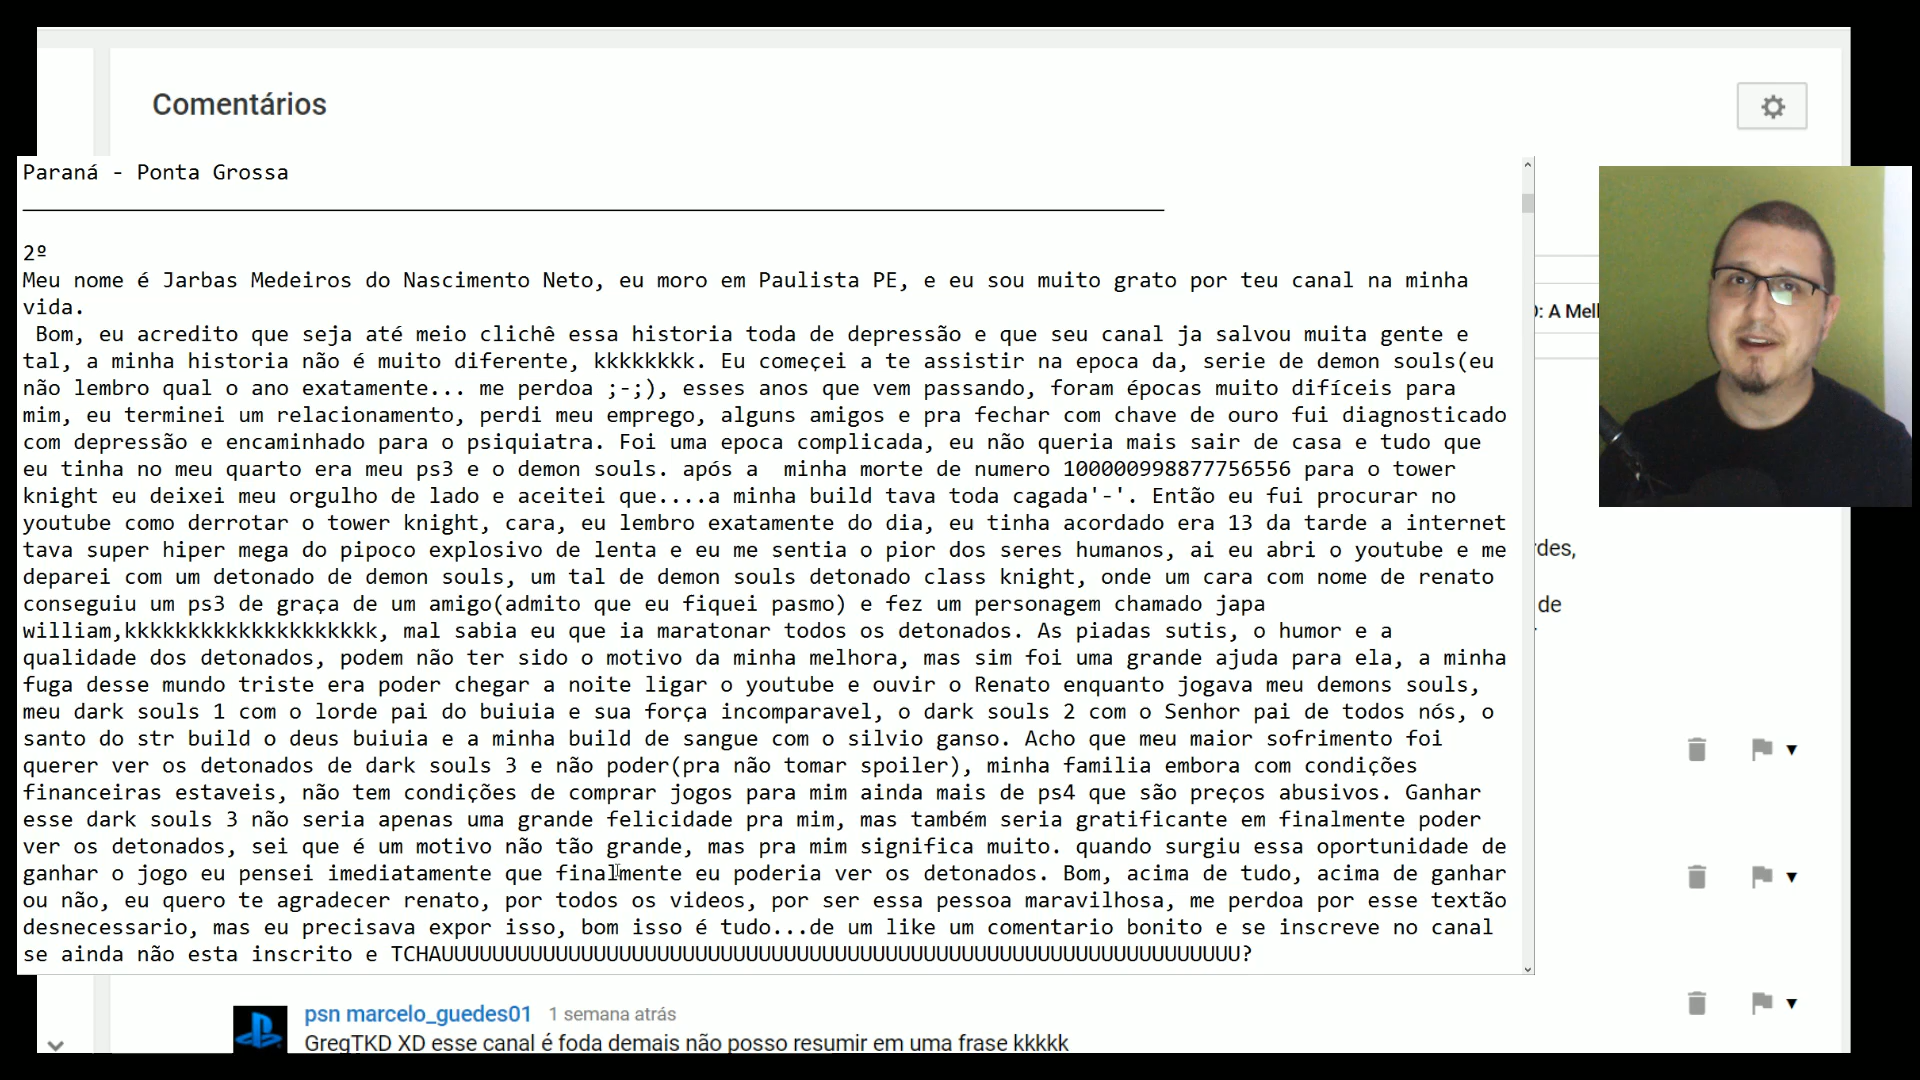 Comentários
Paraná - Ponta Grossa
2º
Meu nome é Jarbas Medeiros do Nascimento Neto, eu moro em Paulista PE, e eu sou muito grato por teu canal na minha
vida.
Bom, eu acredito que seja até meio clichê essa historia toda de depressão e que seu canal ja salvou muita gente e
tal, a minha historia não é muito diferente, kkkkkkkk. Eu começei a te assistir na epoca da, serie de demon souls(eu
não lembro qual o ano exatamente... me perdoa ;-;), esses anos que vem passando, foram épocas muito difíceis para
mim, eu terminei um relacionamento, perdi meu emprego, alguns amigos e pra fechar com chave de ouro fui diagnosticado
com depressão e encaminhado para o psiquiatra. Foi uma epoca complicada, eu não queria mais sair de casa e tudo que
eu tinha no meu quarto era meu ps3 e o demon souls. após a  minha morte de numero 100000998877756556 para o tower
knight eu deixei meu orgulho de lado e aceitei que....a minha build tava toda cagada'-'. Então eu fui procurar no
youtube como derrotar o tower knight, cara, eu lembro exatamente do dia, eu tinha acordado era 13 da tarde a internet
tava super hiper mega do pipoco explosivo de lenta e eu me sentia o pior dos seres humanos, ai eu abri o youtube e me
deparei com um detonado de demon souls, um tal de demon souls detonado class knight, onde um cara com nome de renato
conseguiu um ps3 de graça de um amigo(admito que eu fiquei pasmo) e fez um personagem chamado japa
william,kkkkkkkkkkkkkkkkkkkk, mal sabia eu que ia maratonar todos os detonados. As piadas sutis, o humor e a
qualidade dos detonados, podem não ter sido o motivo da minha melhora, mas sim foi uma grande ajuda para ela, a minha
fuga desse mundo triste era poder chegar a noite ligar o youtube e ouvir o Renato enquanto jogava meu demons souls,
meu dark souls 1 com o lorde pai do buiuia e sua força incomparavel, o dark souls 2 com o Senhor pai de todos nós, o
santo do str build o deus buiuia e a minha build de sangue com o silvio ganso. Acho que meu maior sofrimento foi
querer ver os detonados de dark souls 3 e não poder(pra não tomar spoiler), minha familia embora com condições
financeiras estaveis, não tem condições de comprar jogos para mim ainda mais de ps4 que são preços abusivos. Ganhar
esse dark souls 3 não seria apenas uma grande felicidade pra mim, mas também seria gratificante em finalmente poder
ver os detonados, sei que é um motivo não tão grande, mas pra mim significa muito. quando surgiu essa oportunidade de
ganhar o jogo eu pensei imediatamente que finalmente eu poderia ver os detonados. Bom, acima de tudo, acima de ganhar
ou não, eu quero te agradecer renato, por todos os videos, por ser essa pessoa maravilhosa, me perdoa por esse textão
desnecessario, mas eu precisava expor isso, bom isso é tudo...de um like um comentario bonito e se inscreve no canal
se ainda não esta inscrito e TCHAUUUUUUUUUUUUUUUUUUUUUUUUUUUUUUUUUUUUUUUUUUUUUUUUUUUUUUUUUUUUUUU?
: A Mel
rdes,
de
psn marcelo_guedes01 1 semana atrás
GregTKD XD esse canal é foda demais não posso resumir em uma frase kkkkk